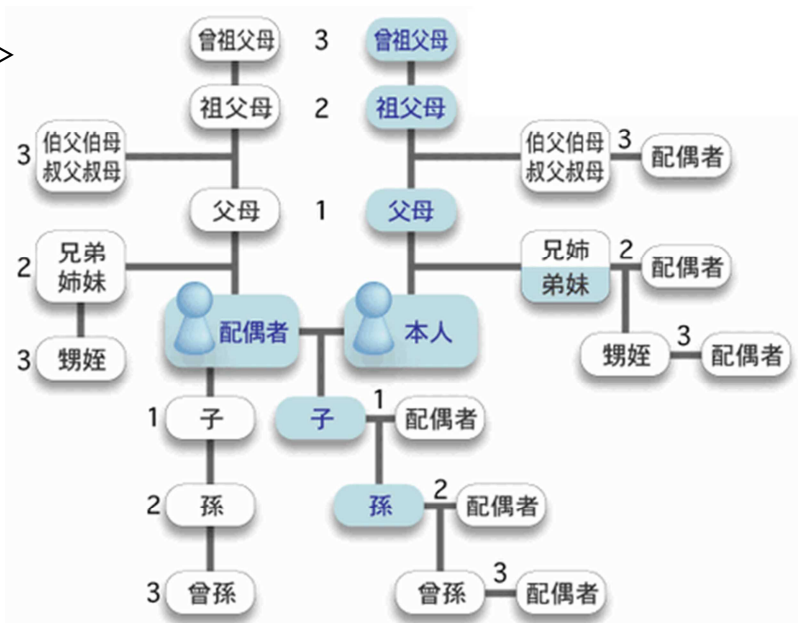 >
曾祖父母 3 曾祖父母
祖父母 2 祖父母
3 伯父伯母
叔父叔母
伯父伯母
叔父叔母
3 配偶者
父母 1 父母
2 兄弟
姉妹
兄姉
弟妹
2 配偶者
配偶者
本人
3 甥姪
甥姪 3 配偶者
1 子
子 1 配偶者
2 孫
孫 2 配偶者
3 曾孫
曾孫 3 配偶者